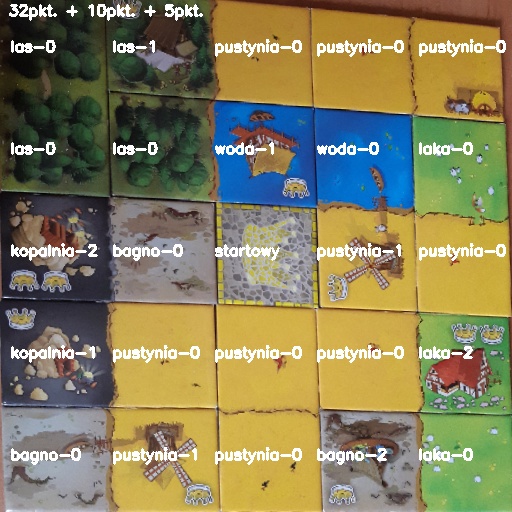 32pkt. + 10pkt. + 5pkt.
las-0 las-1 pustynia-0 pustynia-0 pustynia-0
las-0 las-0 woda-1 woda-0 laka-0
kopalnia-2 bagno-0 startowy pustynia-1 pustynia-0
kopalnia-1 pustynia-0 pustynia-0 pustynia-0 laka-2
bagno-0 pustynia-1 pustynia-0 bagno-2 laka-0